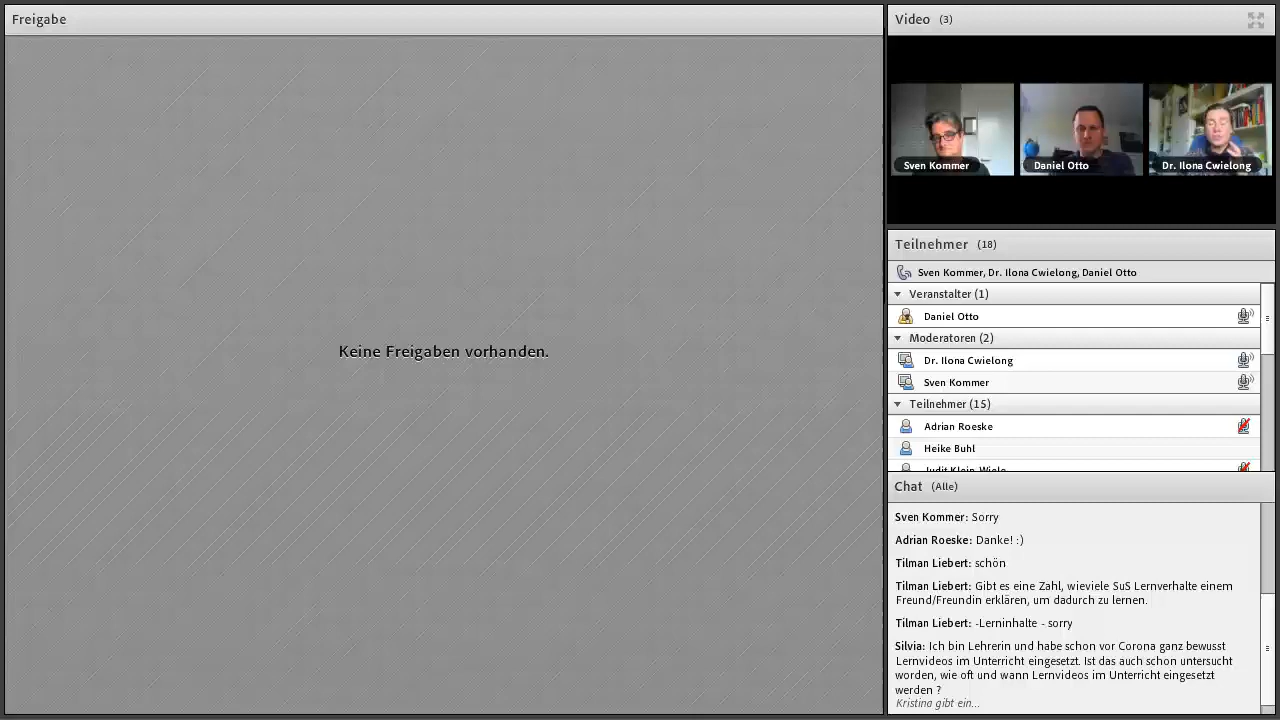 Freigabe
Keine Freigaben vorhanden.
Video (3)
Sven Kommer
Daniel Otto
Dr. Ilona Cwielong
Teilnehmer (18)
Sven Kommer, Dr. Ilona Cwielong, Daniel Otto
Veranstalter (1)
Daniel Otto
Moderatoren (2)
Dr. Ilona Cwielong
Sven Kommer
Teilnehmer (15)
Adrian Roeske
Heike Buhl
Judit Klein-Wiele
Chat (Alle)
Sven Kommer: Sorry
Adrian Roeske: Danke! :)
Tilman Liebert: schön
Tilman Liebert: Gibt es eine Zahl, wieviele SuS Lernverhalte einem
Freund/Freundin erklären, um dadurch zu lernen.
Tilman Liebert: -Lerninhalte - sorry
Silvia: Ich bin Lehrerin und habe schon vor Corona ganz bewusst
Lernvideos im Unterricht eingesetzt. Ist das auch schon untersucht
worden, wie oft und wann Lernvideos im Unterricht eingesetzt
werden ?
Kristina gibt ein...